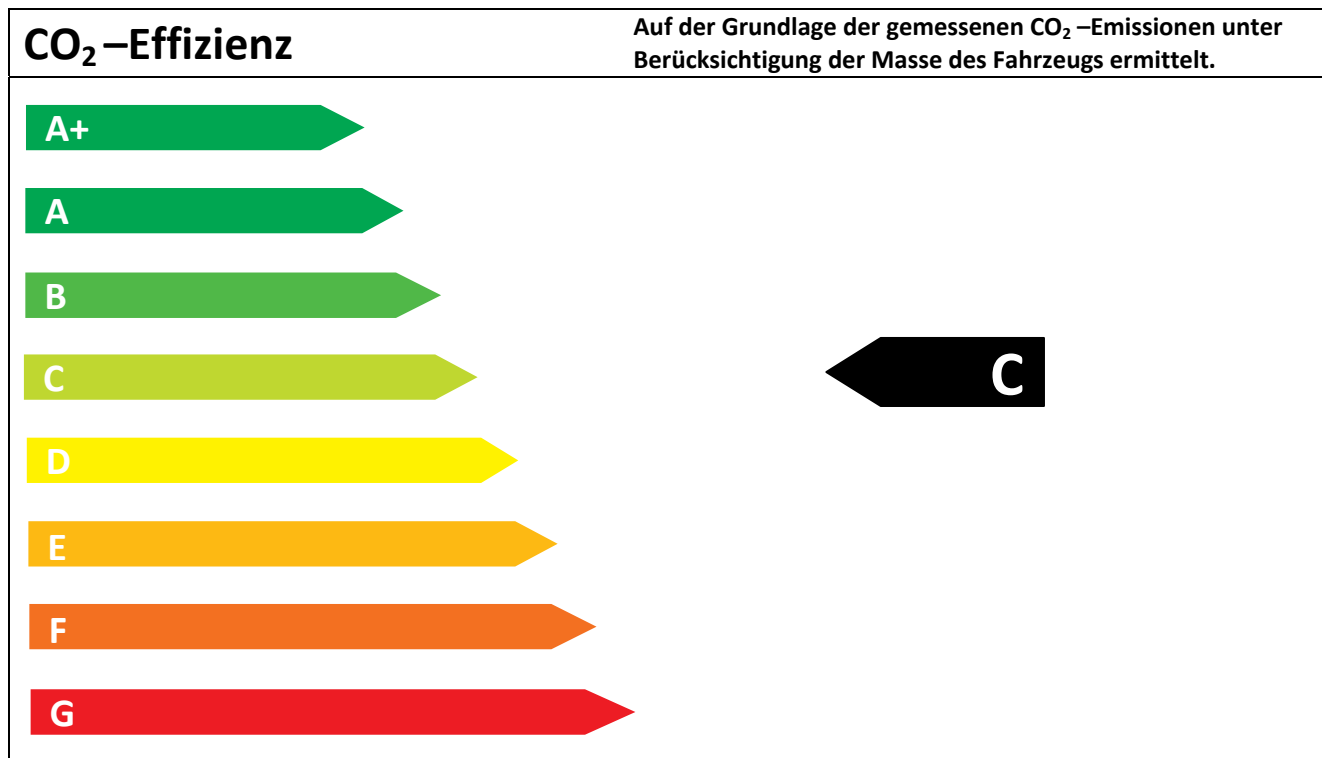 CO₂ –Effizienz
Auf der Grundlage der gemessenen CO₂ –Emissionen unter
Berücksichtigung der Masse des Fahrzeugs ermittelt.
A+
A
B
C
C
D
E
F
G